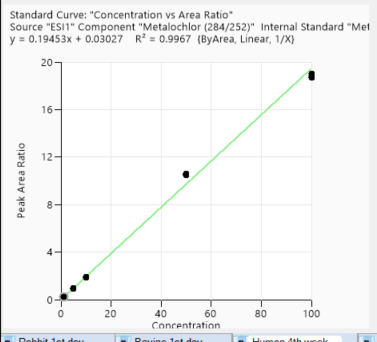 Standard Curve: "Concentration vs Area Ratio"
Source "ESI1" Component "Metalochlor (284/252)" Internal Standard "Met
y = 0.19453x + 0.03027 R² = 0.9967 {ByArea, Linear, 1/X}
20
16
12
8
4
0
Peak Area Ratio
0 20 40 60 80 100
Concentration
Rabbit 1st day Bovine 1st day Human 4th week